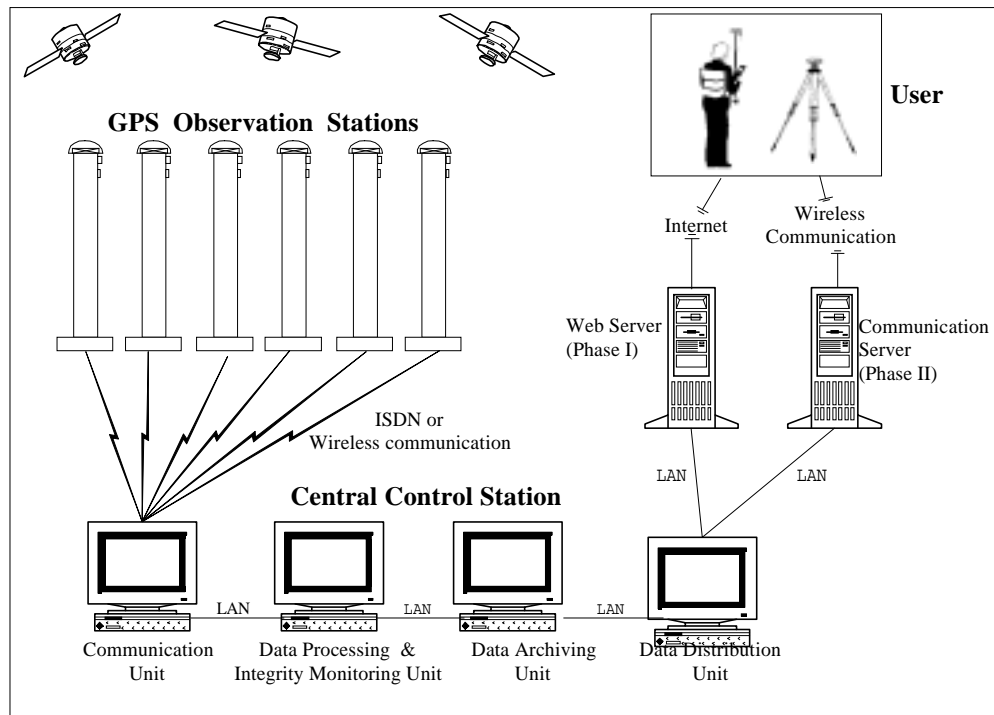 User
GPS Observation Stations
Internet
Wireless
Communication
Web Server
(Phase I)
Communication
Server
(Phase II)
ISDN or
Wireless communication
LAN
LAN
Central Control Station
LAN
LAN
LAN
Communication
Unit
Data Processing &
Integrity Monitoring Unit
Data Archiving
Unit
Data Distribution
Unit